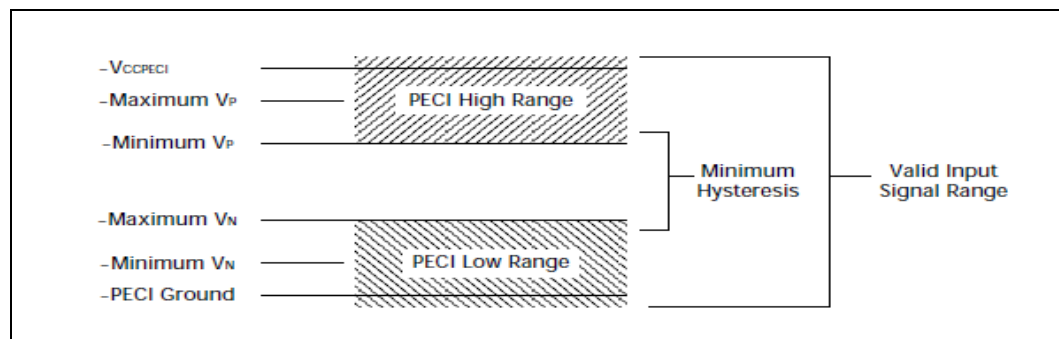 -VCCPECI
-Maximum VP
-Minimum VP
-Maximum VN
-Minimum VN
-PECI Ground
PECI High Range
PECI Low Range
Minimum
Hysteresis
Valid Input
Signal Range